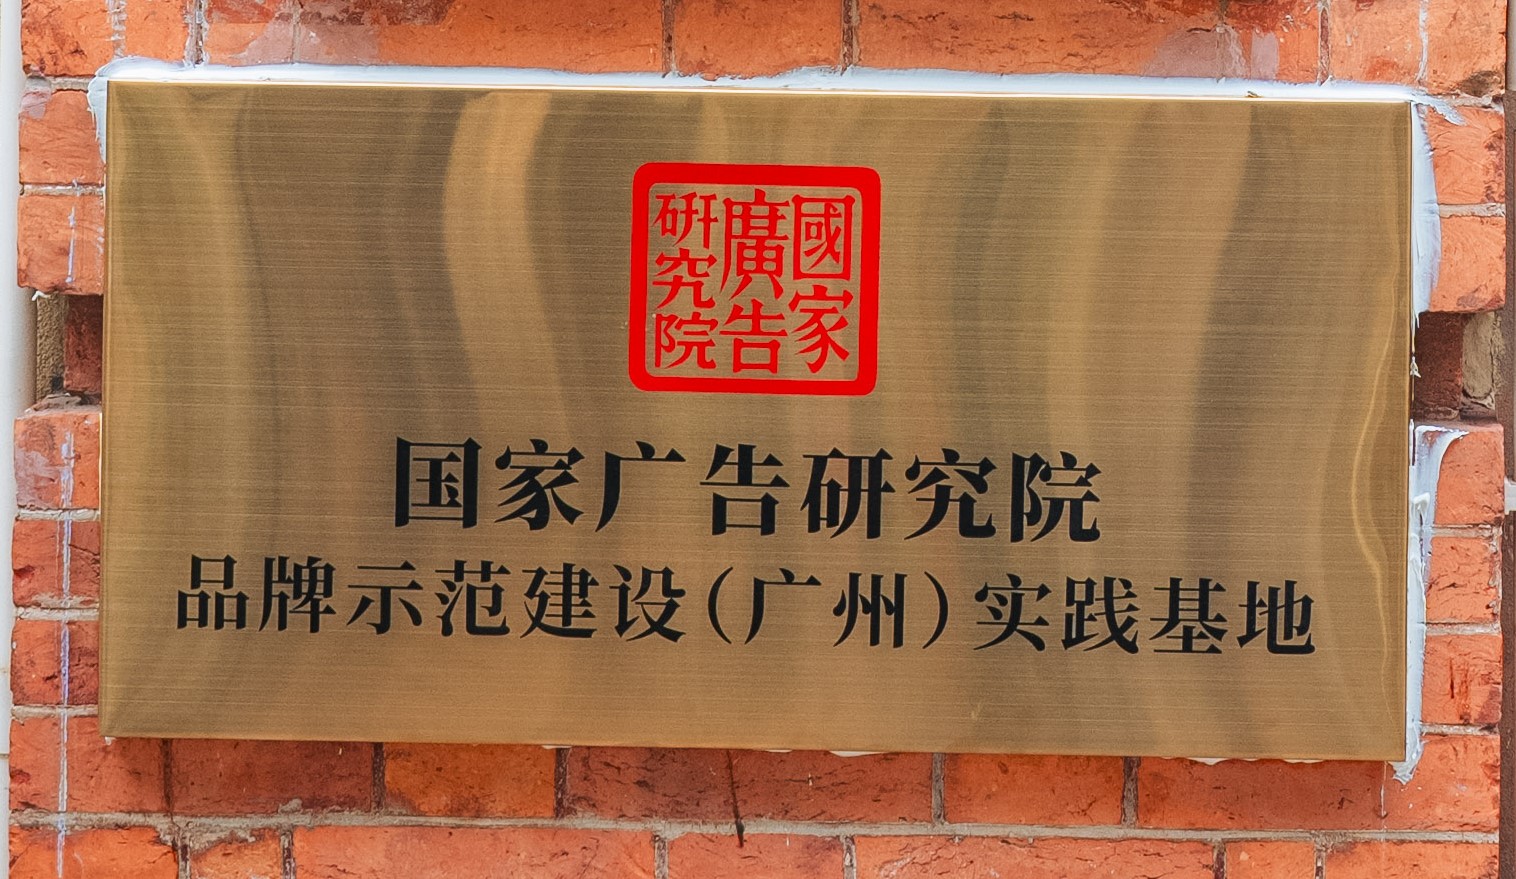 國家
廣告
研究院
国家广告研究院
品牌示范建设(广州)实践基地